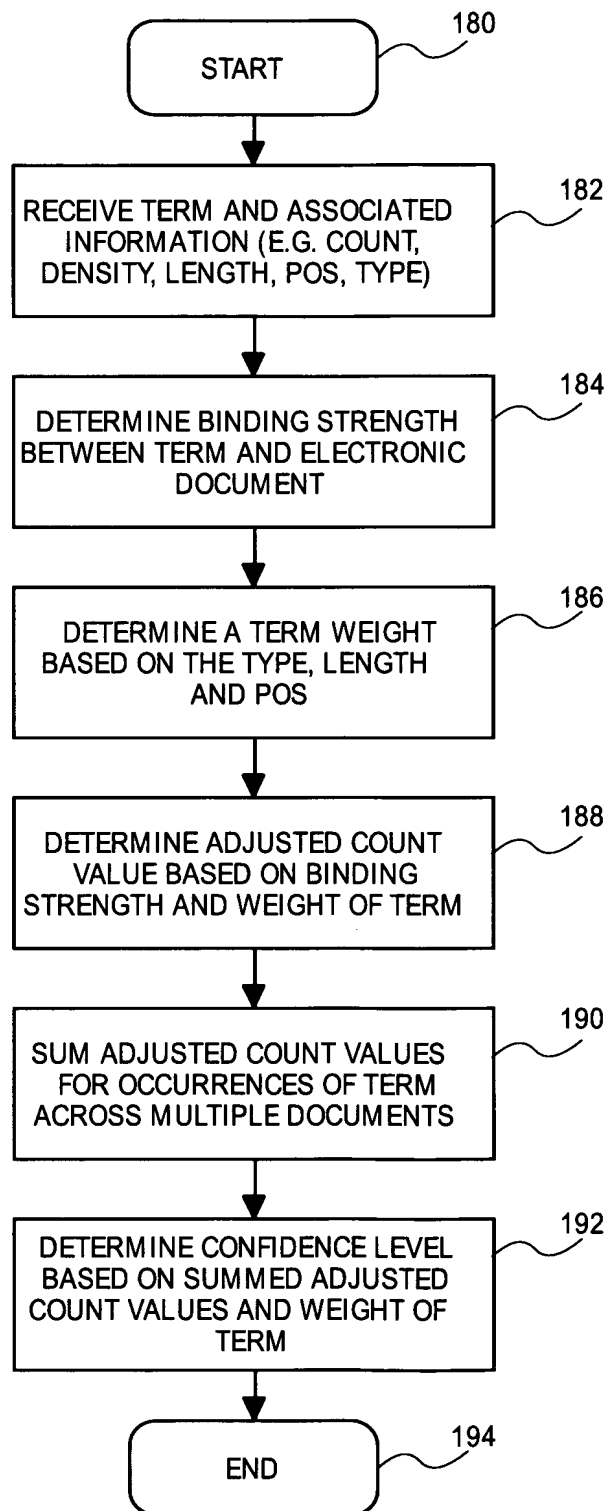 180
START
182
RECEIVE TERM AND ASSOCIATED
INFORMATION (E.G. COUNT,
DENSITY, LENGTH, POS, TYPE)
184
DETERMINE BINDING STRENGTH
BETWEEN TERM AND ELECTRONIC
DOCUMENT
186
DETERMINE A TERM WEIGHT
BASED ON THE TYPE, LENGTH
AND POS
188
DETERMINE ADJUSTED COUNT
VALUE BASED ON BINDING
STRENGTH AND WEIGHT OF TERM
190
SUM ADJUSTED COUNT VALUES
FOR OCCURRENCES OF TERM
ACROSS MULTIPLE DOCUMENTS
192
DETERMINE CONFIDENCE LEVEL
BASED ON SUMMED ADJUSTED
COUNT VALUES AND WEIGHT OF
TERM
194
END